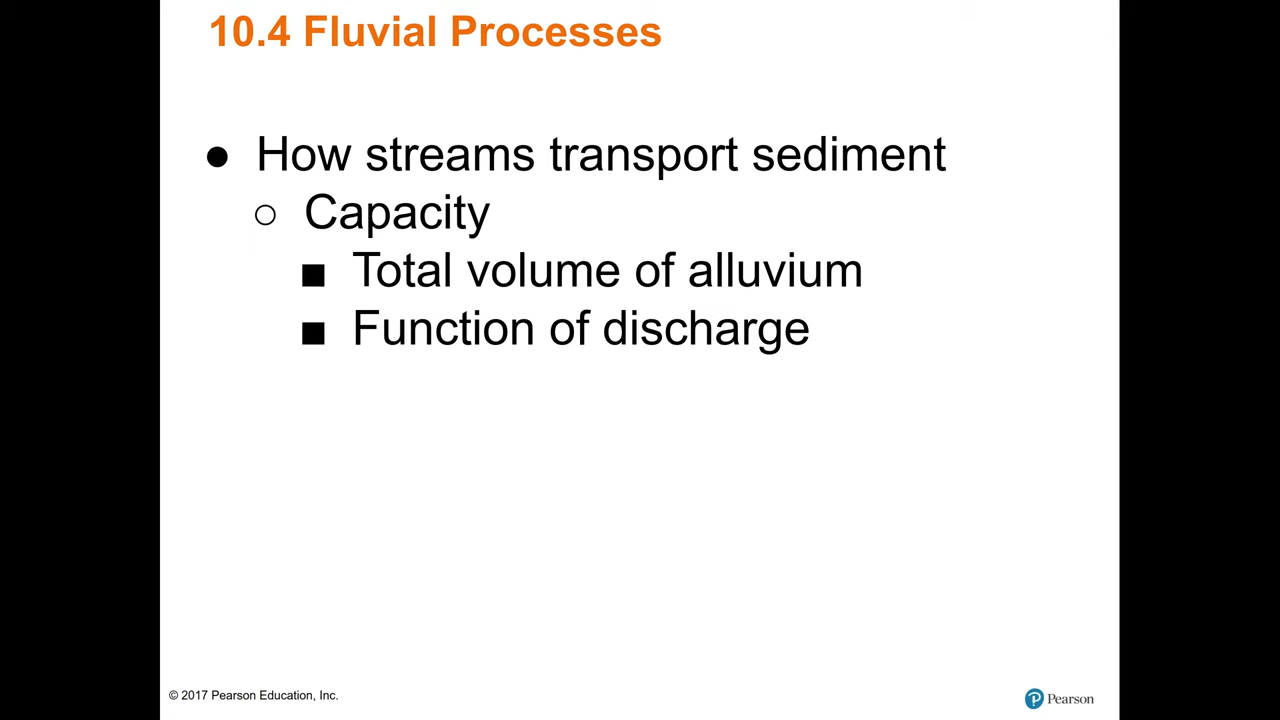 10.4 Fluvial Processes
● How streams transport sediment
○ Capacity
■ Total volume of alluvium
■ Function of discharge
© 2017 Pearson Education, Inc.
P Pearson